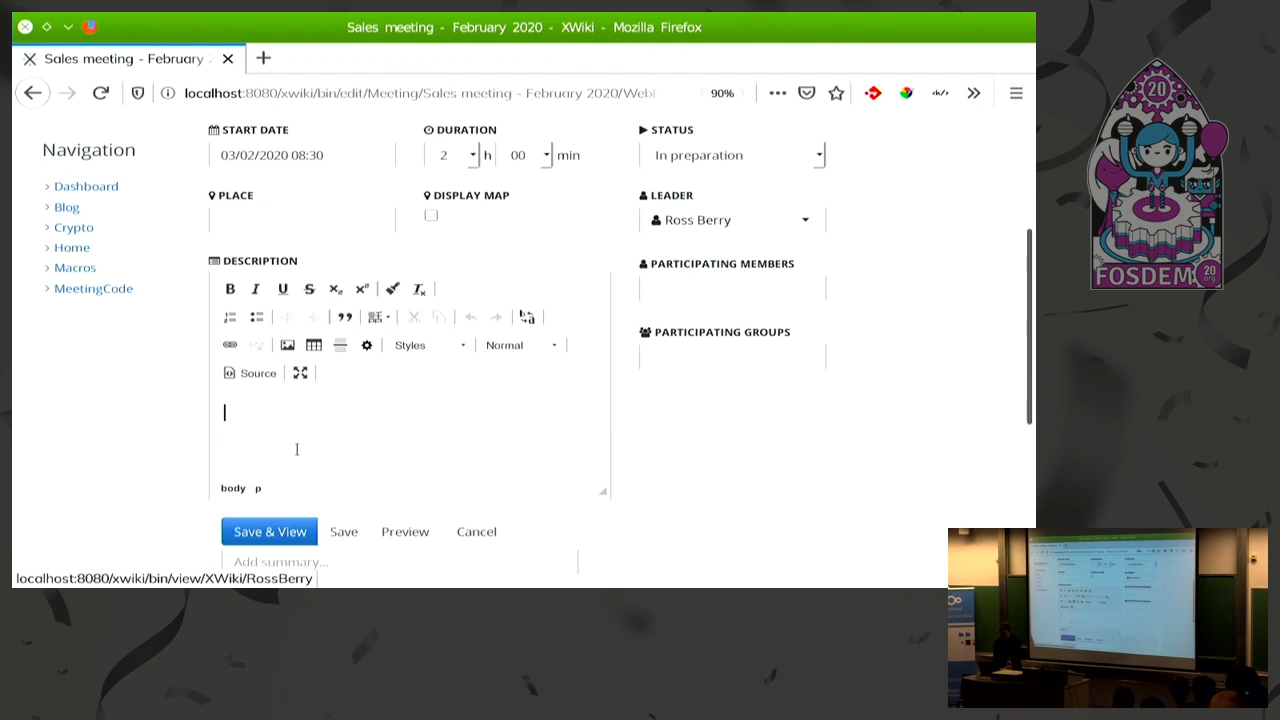 Sales meeting - February 2020 - XWiki - Mozilla Firefox
Sales meeting - February
localhost:8080/xwiki/bin/edit/Meeting/Sales meeting - February 2020/Web
90%
Navigation
Dashboard
Blog
Crypto
Home
Macros
MeetingCode
START DATE
DURATION
STATUS
03/02/2020 08:30
2 h 00 min
In preparation
PLACE
DISPLAY MAP
LEADER
Ross Berry
DESCRIPTION
PARTICIPATING MEMBERS
PARTICIPATING GROUPS
Styles
Normal
Source
body p
Save & View
Save
Preview
Cancel
Add summary...
localhost:8080/xwiki/bin/view/XWiki/RossBerry
20
FOSDEM
20
.org